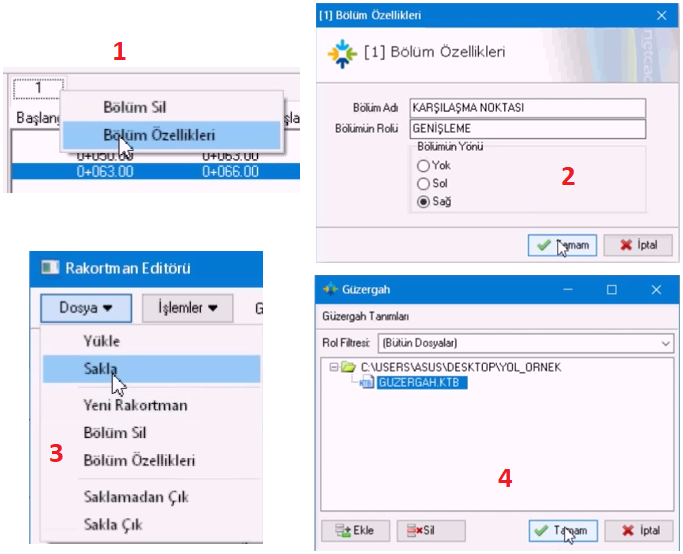 1
1
Bölüm Sil
Başlang
Bölüm Özellikleri
şla
0+050.00 0+063.00
0+063.00 0+066.00
[1] Bölüm Özellikleri
[1] Bölüm Özellikleri
netcad
Bölüm Adı KARŞILAŞMA NOKTASI
Bölümün Rolü GENİŞLEME
Bölümün Yönü
Yok
Sol
Sağ
2
Tamam İptal
Rakortman Editörü
Dosya İşlemler G
Yükle
Sakla
Yeni Rakortman
Bölüm Sil
3
Bölüm Özellikleri
Saklamadan Çık
Sakla Çık
Güzergah
Güzergah Tanımları
Rol Filtresi: (Bütün Dosyalar)
C:\USERS\ASUS\DESKTOP\YOL_ORNEK
KTB GUZERGAH.KTB
4
Ekle Sil Tamam İptal